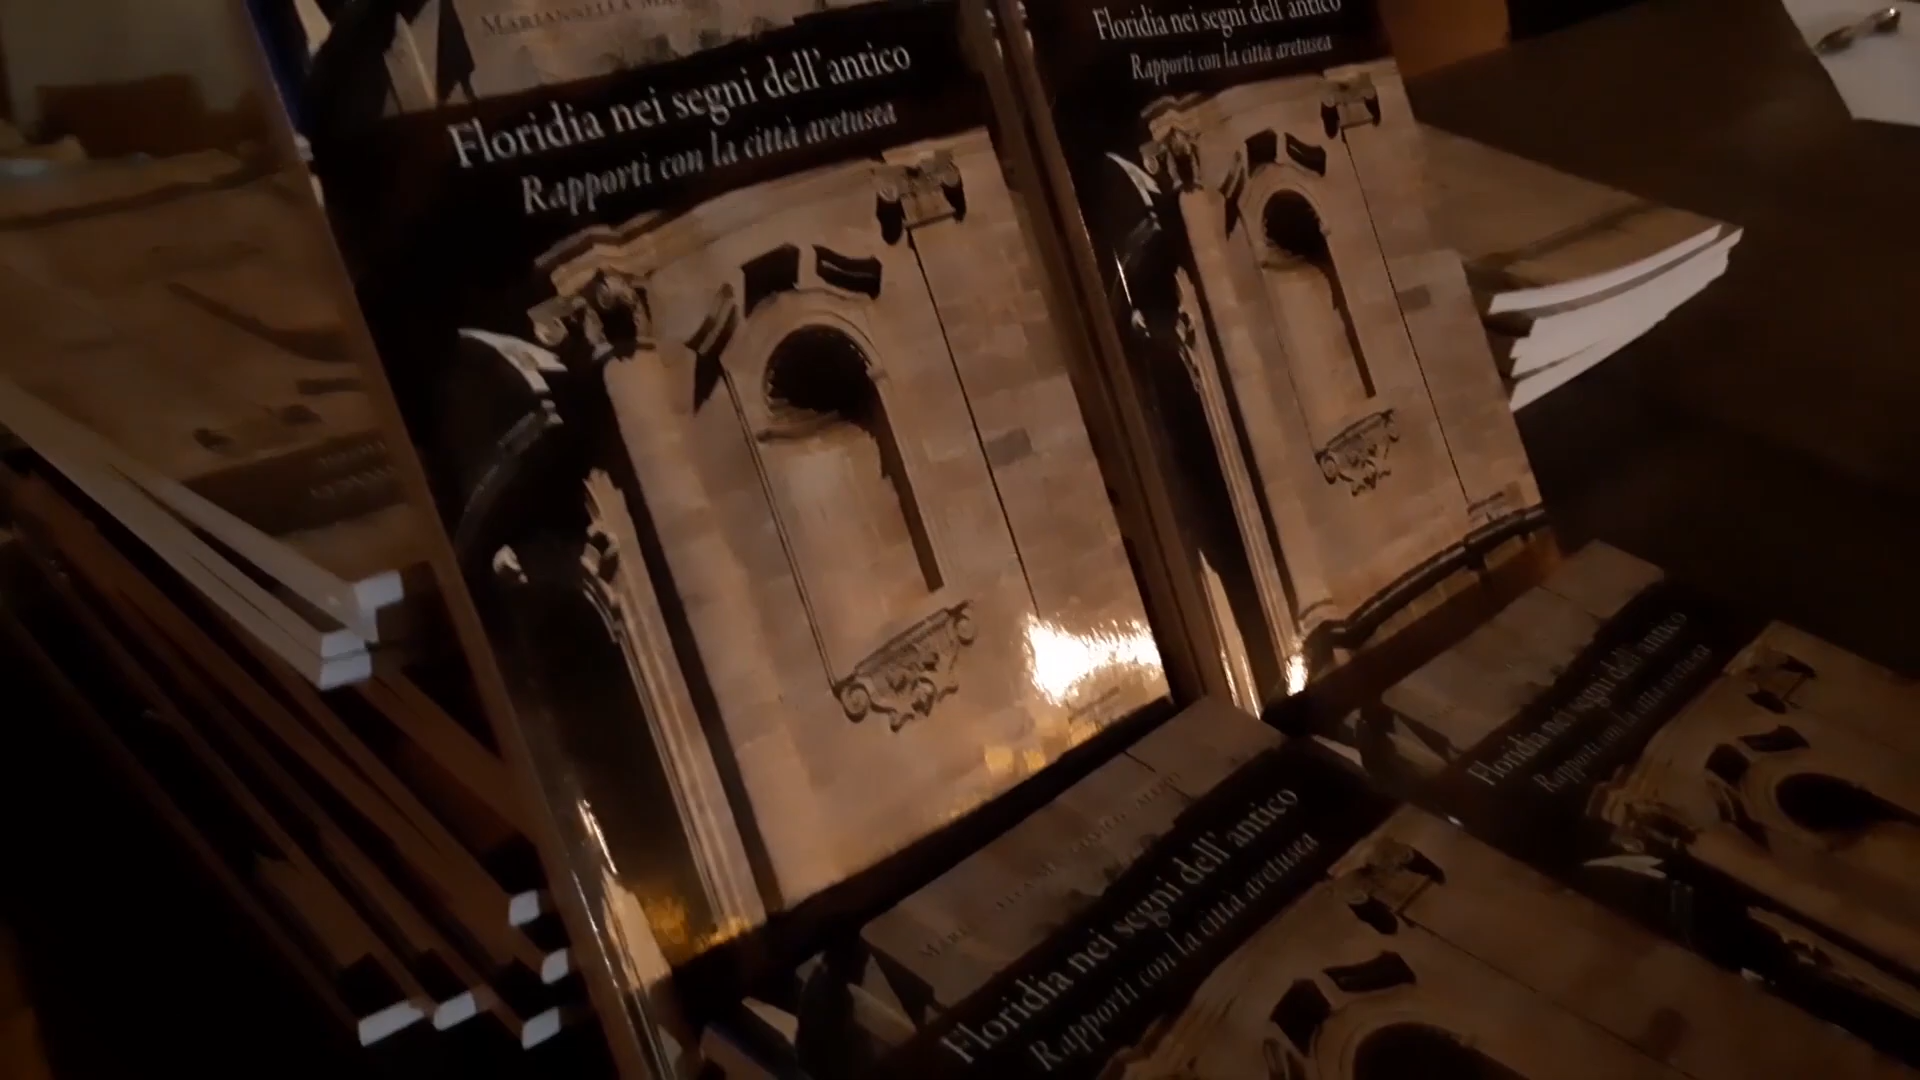 Mariannella
Floridia nei segni dell'antico
Rapporti con la città aretusea
Floridia nei segni dell'antico
Rapporti con la città aretusea
Floridia nei segni dell'antico
Rapporti con la città aretusea
Floridia nei segni dell'antico
Rapporti con la città aretusea